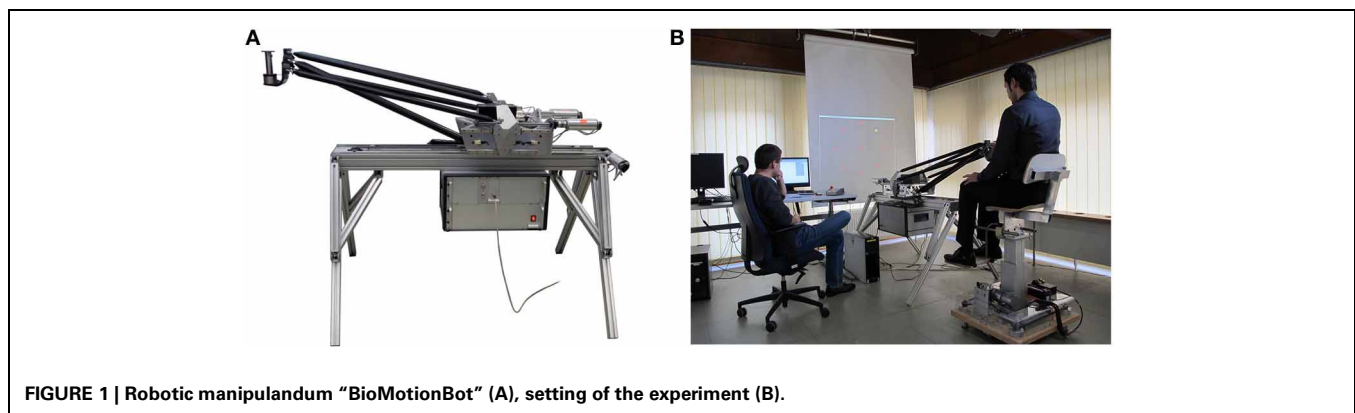 A
B
FIGURE 1 | Robotic manipulandum “BioMotionBot” (A), setting of the experiment (B).